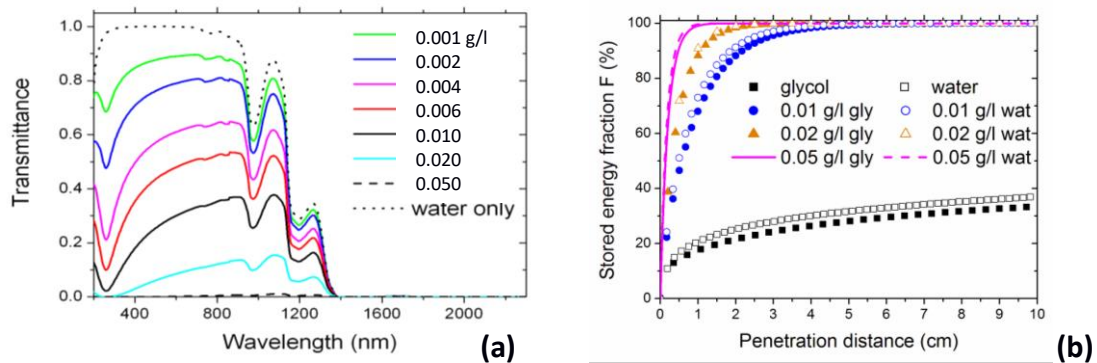 1.0
0.8
0.6
0.4
0.2
0.0
Transmittance
400 800 1200 1600 2000
Wavelength (nm)
0.001 g/l
0.002
0.004
0.006
0.010
0.020
0.050
water only
(a)
100
80
60
40
20
0
Stored energy fraction F (%)
0 1 2 3 4 5 6 7 8 9 10
Penetration distance (cm)
glycol water
0.01 g/l gly 0.01 g/l wat
0.02 g/l gly 0.02 g/l wat
0.05 g/l gly 0.05 g/l wat
(b)